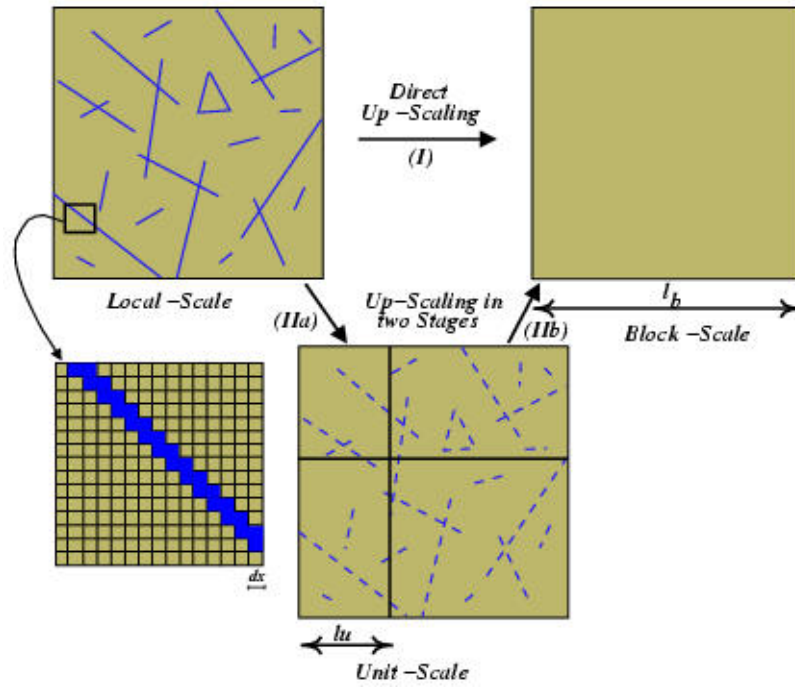 Direct
Up -Scaling
(I)
Local -Scale
(IIa)
Up-Scaling in
two Stages
(IIb)
l_b
Block -Scale
dx
lu
Unit -Scale